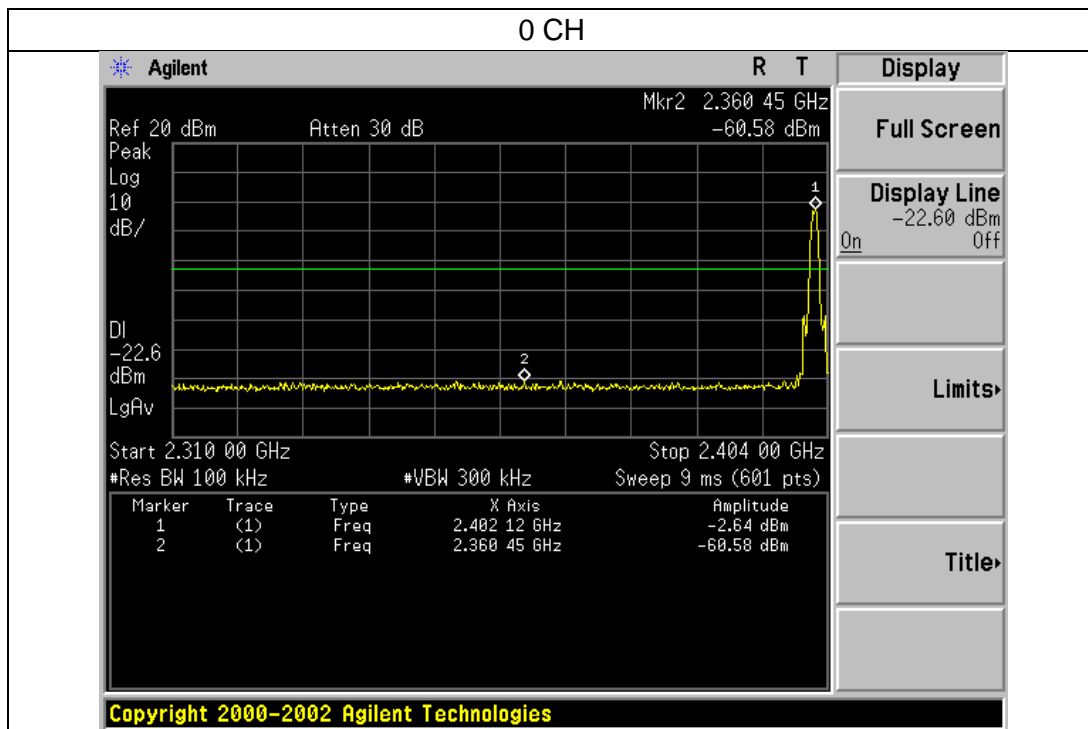 0 CH
Agilent R T Display
Mkr2 2.360 45 GHz
Ref 20 dBm Atten 30 dB -60.58 dBm
Full Screen
Peak
Log
10
dB/
1
Display Line
-22.60 dBm
On Off
DI
-22.6
dBm
2
LgAv
Limits
Start 2.310 00 GHz Stop 2.404 00 GHz
#Res BW 100 kHz #VBW 300 kHz Sweep 9 ms (601 pts)
Marker Trace Type X Axis Amplitude
1 (1) Freq 2.402 12 GHz -2.64 dBm
2 (1) Freq 2.360 45 GHz -60.58 dBm
Title
Copyright 2000-2002 Agilent Technologies